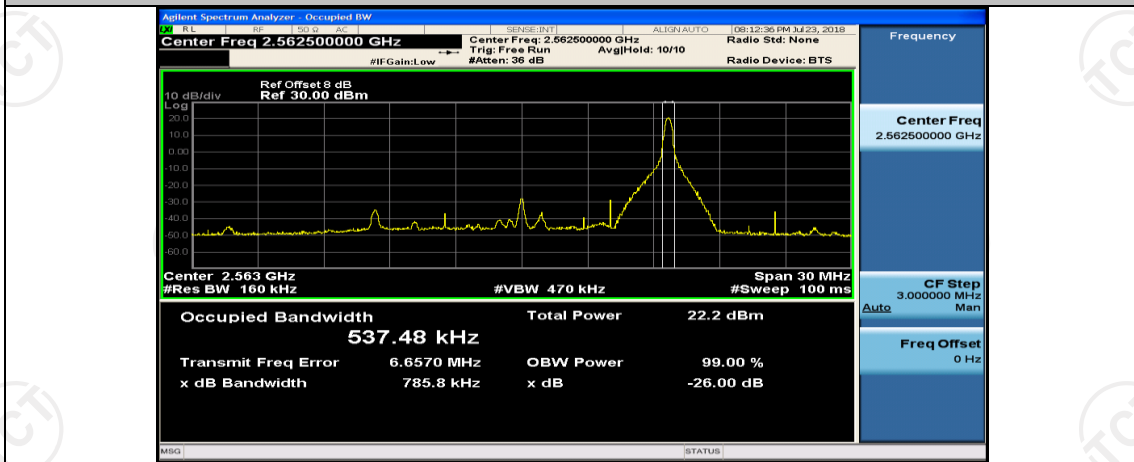 Agilent Spectrum Analyzer - Occupied BW
LXI RL RF 50 Ω AC SENSE:INT ALIGN AUTO 08:12:36 PM Jul 23, 2018
Center Freq 2.562500000 GHz Center Freq: 2.562500000 GHz Radio Std: None Frequency
Trig: Free Run Avg|Hold: 10/10
#IFGain:Low #Atten: 36 dB Radio Device: BTS
Ref Offset 8 dB
10 dB/div Ref 30.00 dBm
Log
20.0
10.0
0.00
-10.0
-20.0
-30.0
-40.0
-50.0
-60.0
Center 2.563 GHz Span 30 MHz
#Res BW 160 kHz #VBW 470 kHz #Sweep 100 ms
Occupied Bandwidth Total Power 22.2 dBm
537.48 kHz
Transmit Freq Error 6.6570 MHz OBW Power 99.00 %
x dB Bandwidth 785.8 kHz x dB -26.00 dB
Center Freq
2.562500000 GHz
CF Step
3.000000 MHz
Auto Man
Freq Offset
0 Hz
MSG STATUS
TCT
TCT
TCT
TCT